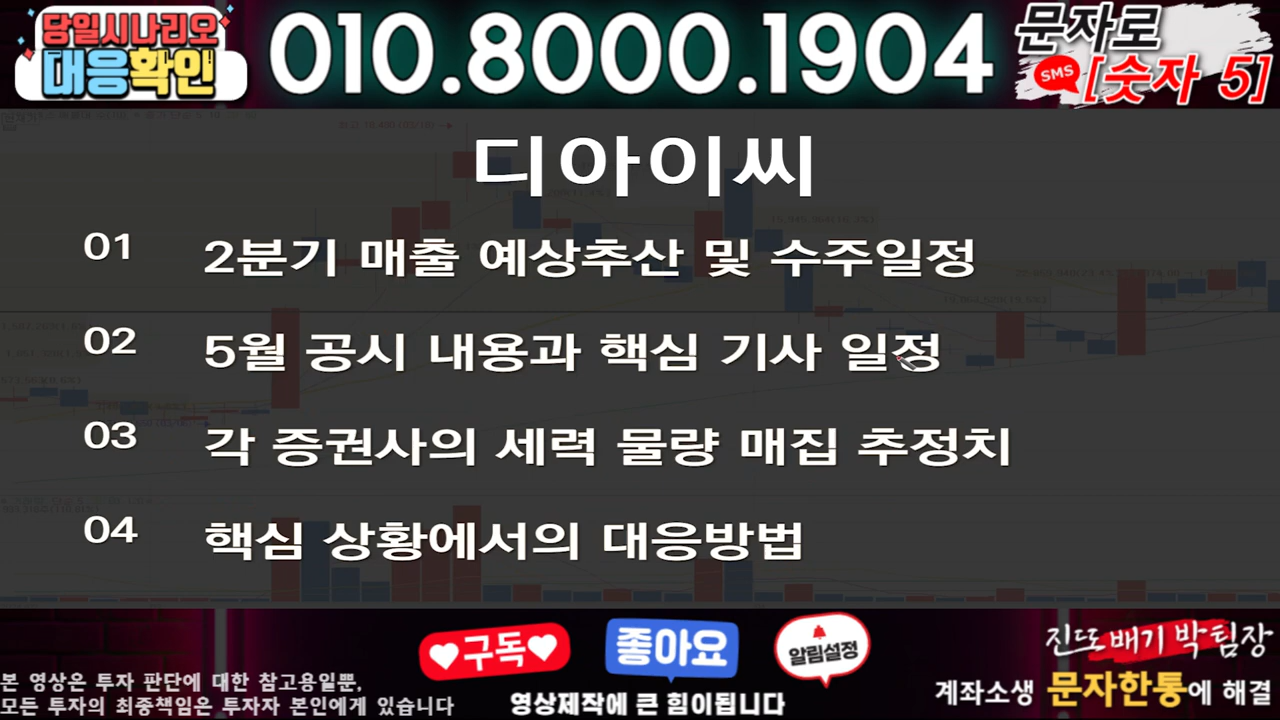 당일시나리오
대응확인
010.8000.1904
문자로
SMS [숫자 5]
디아이씨
01 2분기 매출 예상추산 및 수주일정
02 5월 공시 내용과 핵심 기사 일정
03 각 증권사의 세력 물량 매집 추정치
04 핵심 상황에서의 대응방법
구독
좋아요
알림설정
영상제작에 큰 힘이됩니다
본 영상은 투자 판단에 대한 참고용일뿐,
모든 투자의 최종책임은 투자자 본인에게 있습니다
진또배기 박팀장
계좌소생 문자한통에 해결